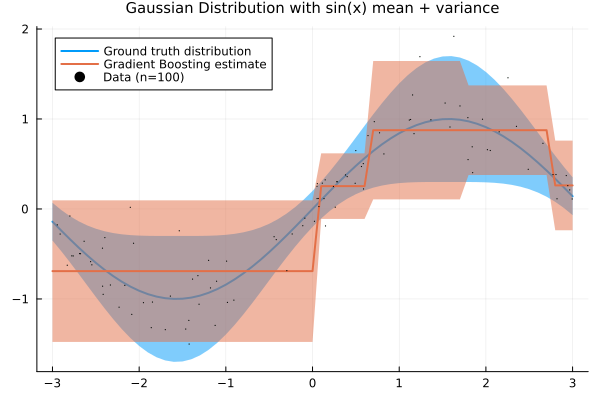 Gaussian Distribution with sin(x) mean + variance
Ground truth distribution
Gradient Boosting estimate
Data (n=100)
2
1
0
−1
−3 −2 −1 0 1 2 3